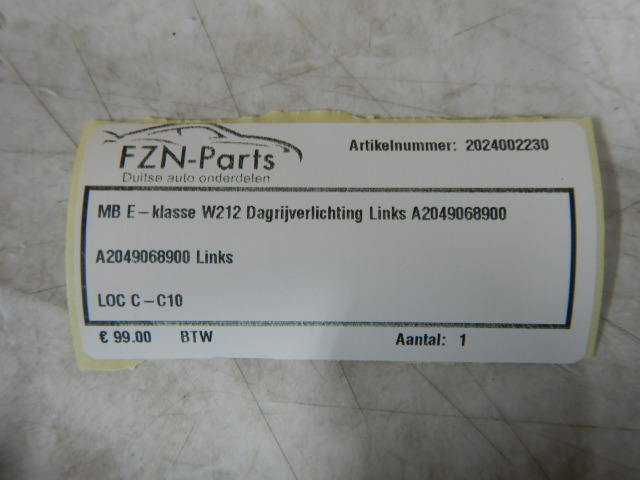 FZN-Parts
Duitse auto onderdelen
Artikelnummer: 2024002230
MB E-klasse W212 Dagrijverlichting Links A2049068900
A2049068900 Links
LOC C-C10
€ 99.00 BTW Aantal: 1